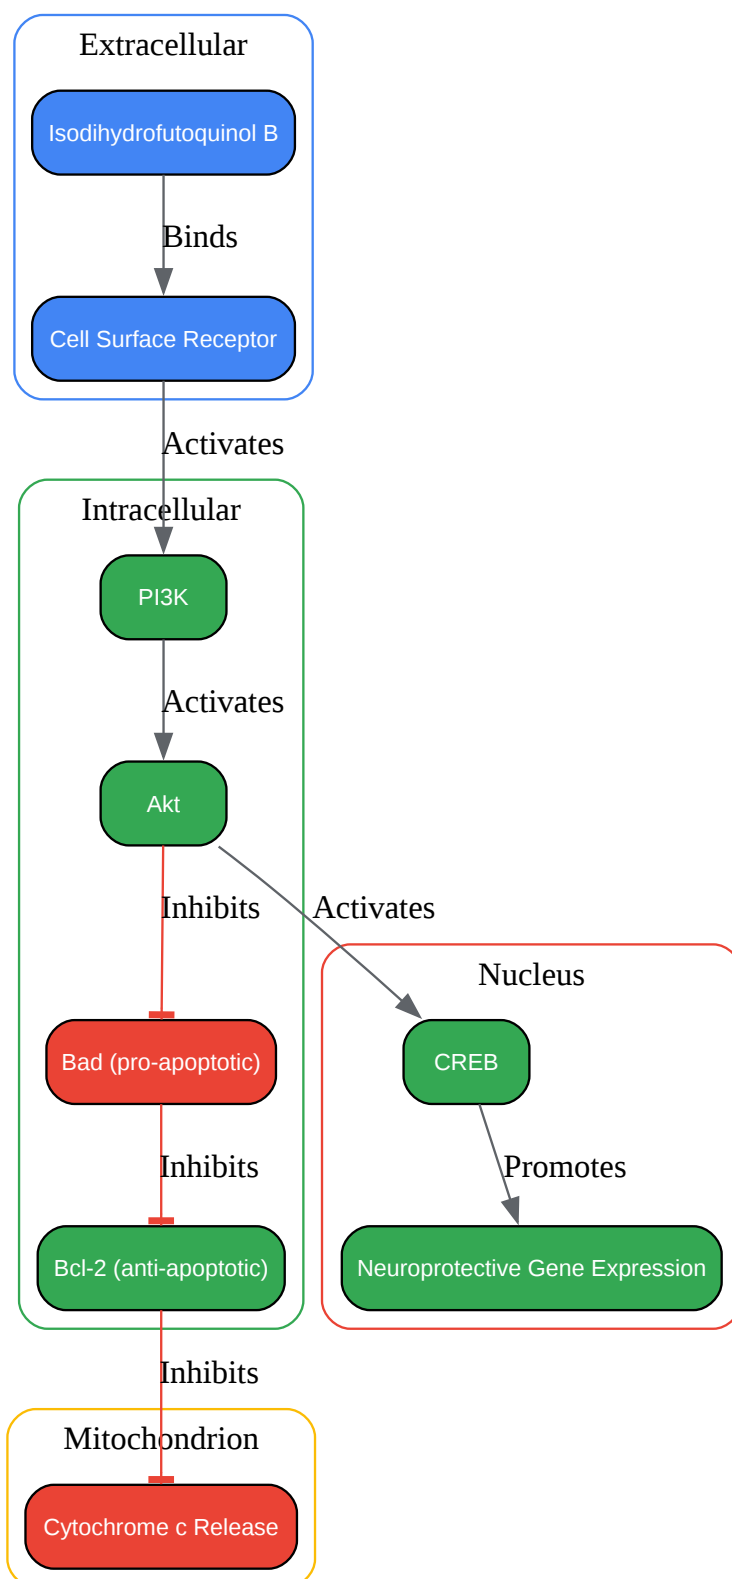 Extracellular
Isodihydrofutoquinol B
Binds
Cell Surface Receptor
Activates
Intracellular
PI3K
Activates
Akt
Inhibits
Activates
Nucleus
Bad (pro-apoptotic)
CREB
Inhibits
Promotes
Bcl-2 (anti-apoptotic)
Neuroprotective Gene Expression
Inhibits
Mitochondrion
Cytochrome c Release